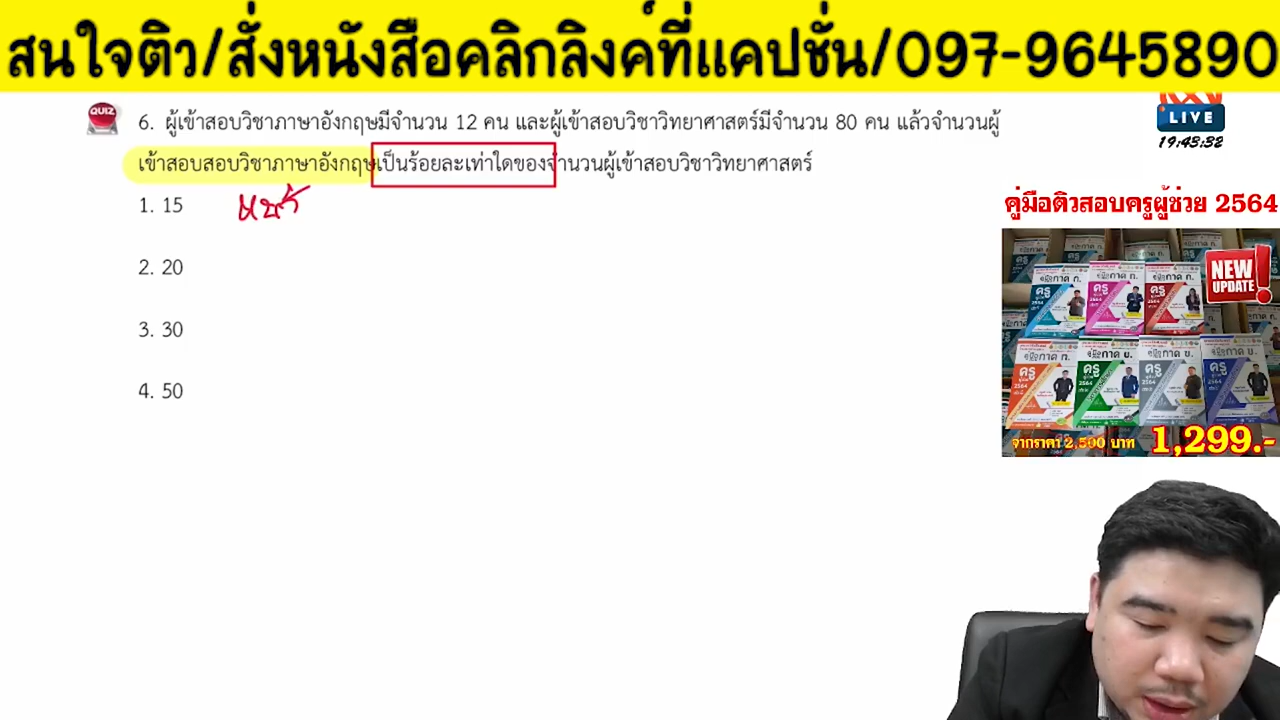 สนใจติว/สั่งหนังสือคลิกลิงค์ที่แคปชั่น/097-9645890
QUIZ
6. ผู้เข้าสอบวิชาภาษาอังกฤษมีจำนวน 12 คน และผู้เข้าสอบวิชาวิทยาศาสตร์มีจำนวน 80 คน แล้วจำนวนผู้
เข้าสอบสอบวิชาภาษาอังกฤษเป็นร้อยละเท่าใดของจำนวนผู้เข้าสอบวิชาวิทยาศาสตร์
1. 15
2. 20
3. 30
4. 50
LIVE
19:43:32
คู่มือติวสอบครูผู้ช่วย 2564
NEW
UPDATE
จากราคา 2,500 บาท 1,299.-